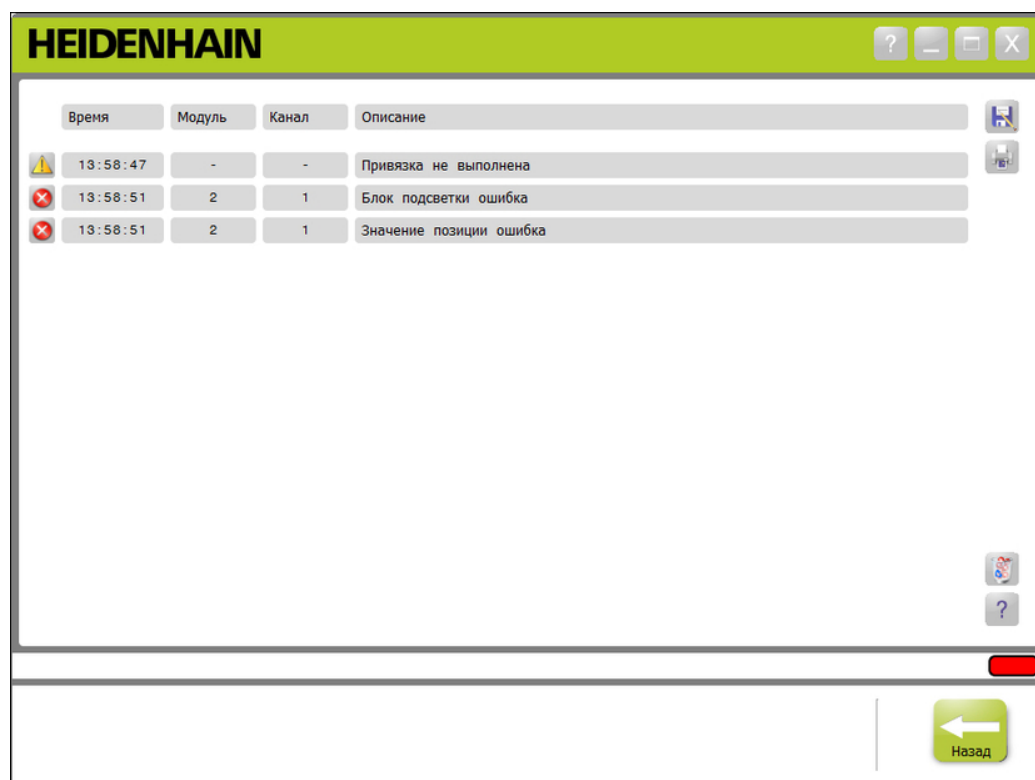 HEIDENHAIN
? _ X
Время Модуль Канал Описание
13:58:47 - - Привязка не выполнена
13:58:51 2 1 Блок подсветки ошибка
13:58:51 2 1 Значение позиции ошибка
?
Назад